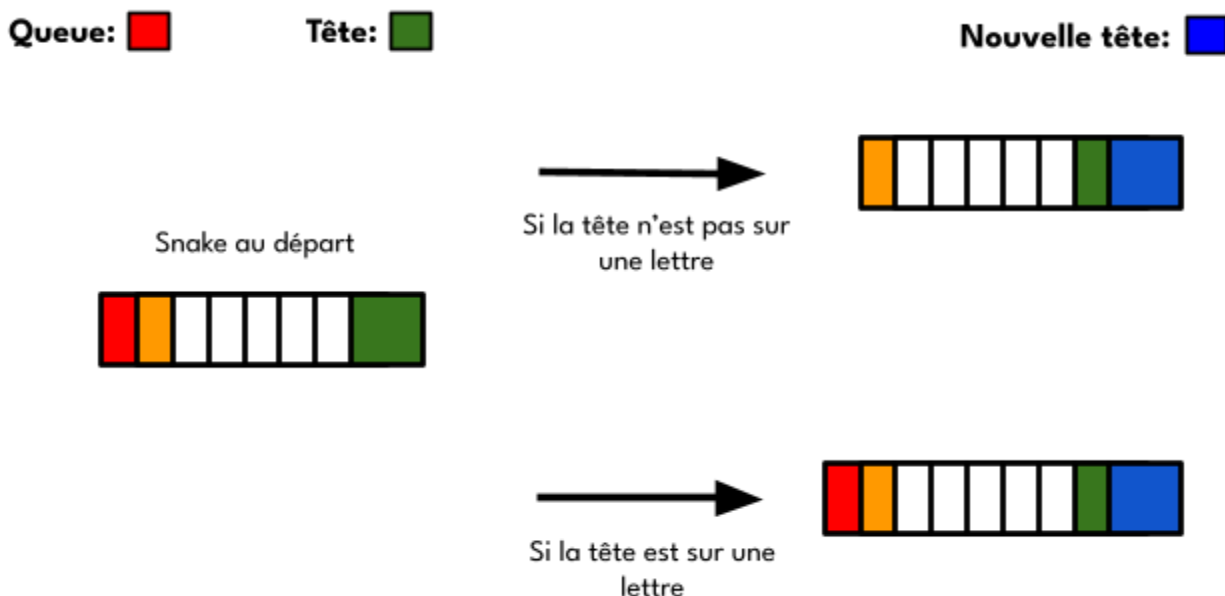 Queue:
Tête:
Nouvelle tête:
Si la tête n'est pas sur
une lettre
Snake au départ
Si la tête est sur une
lettre